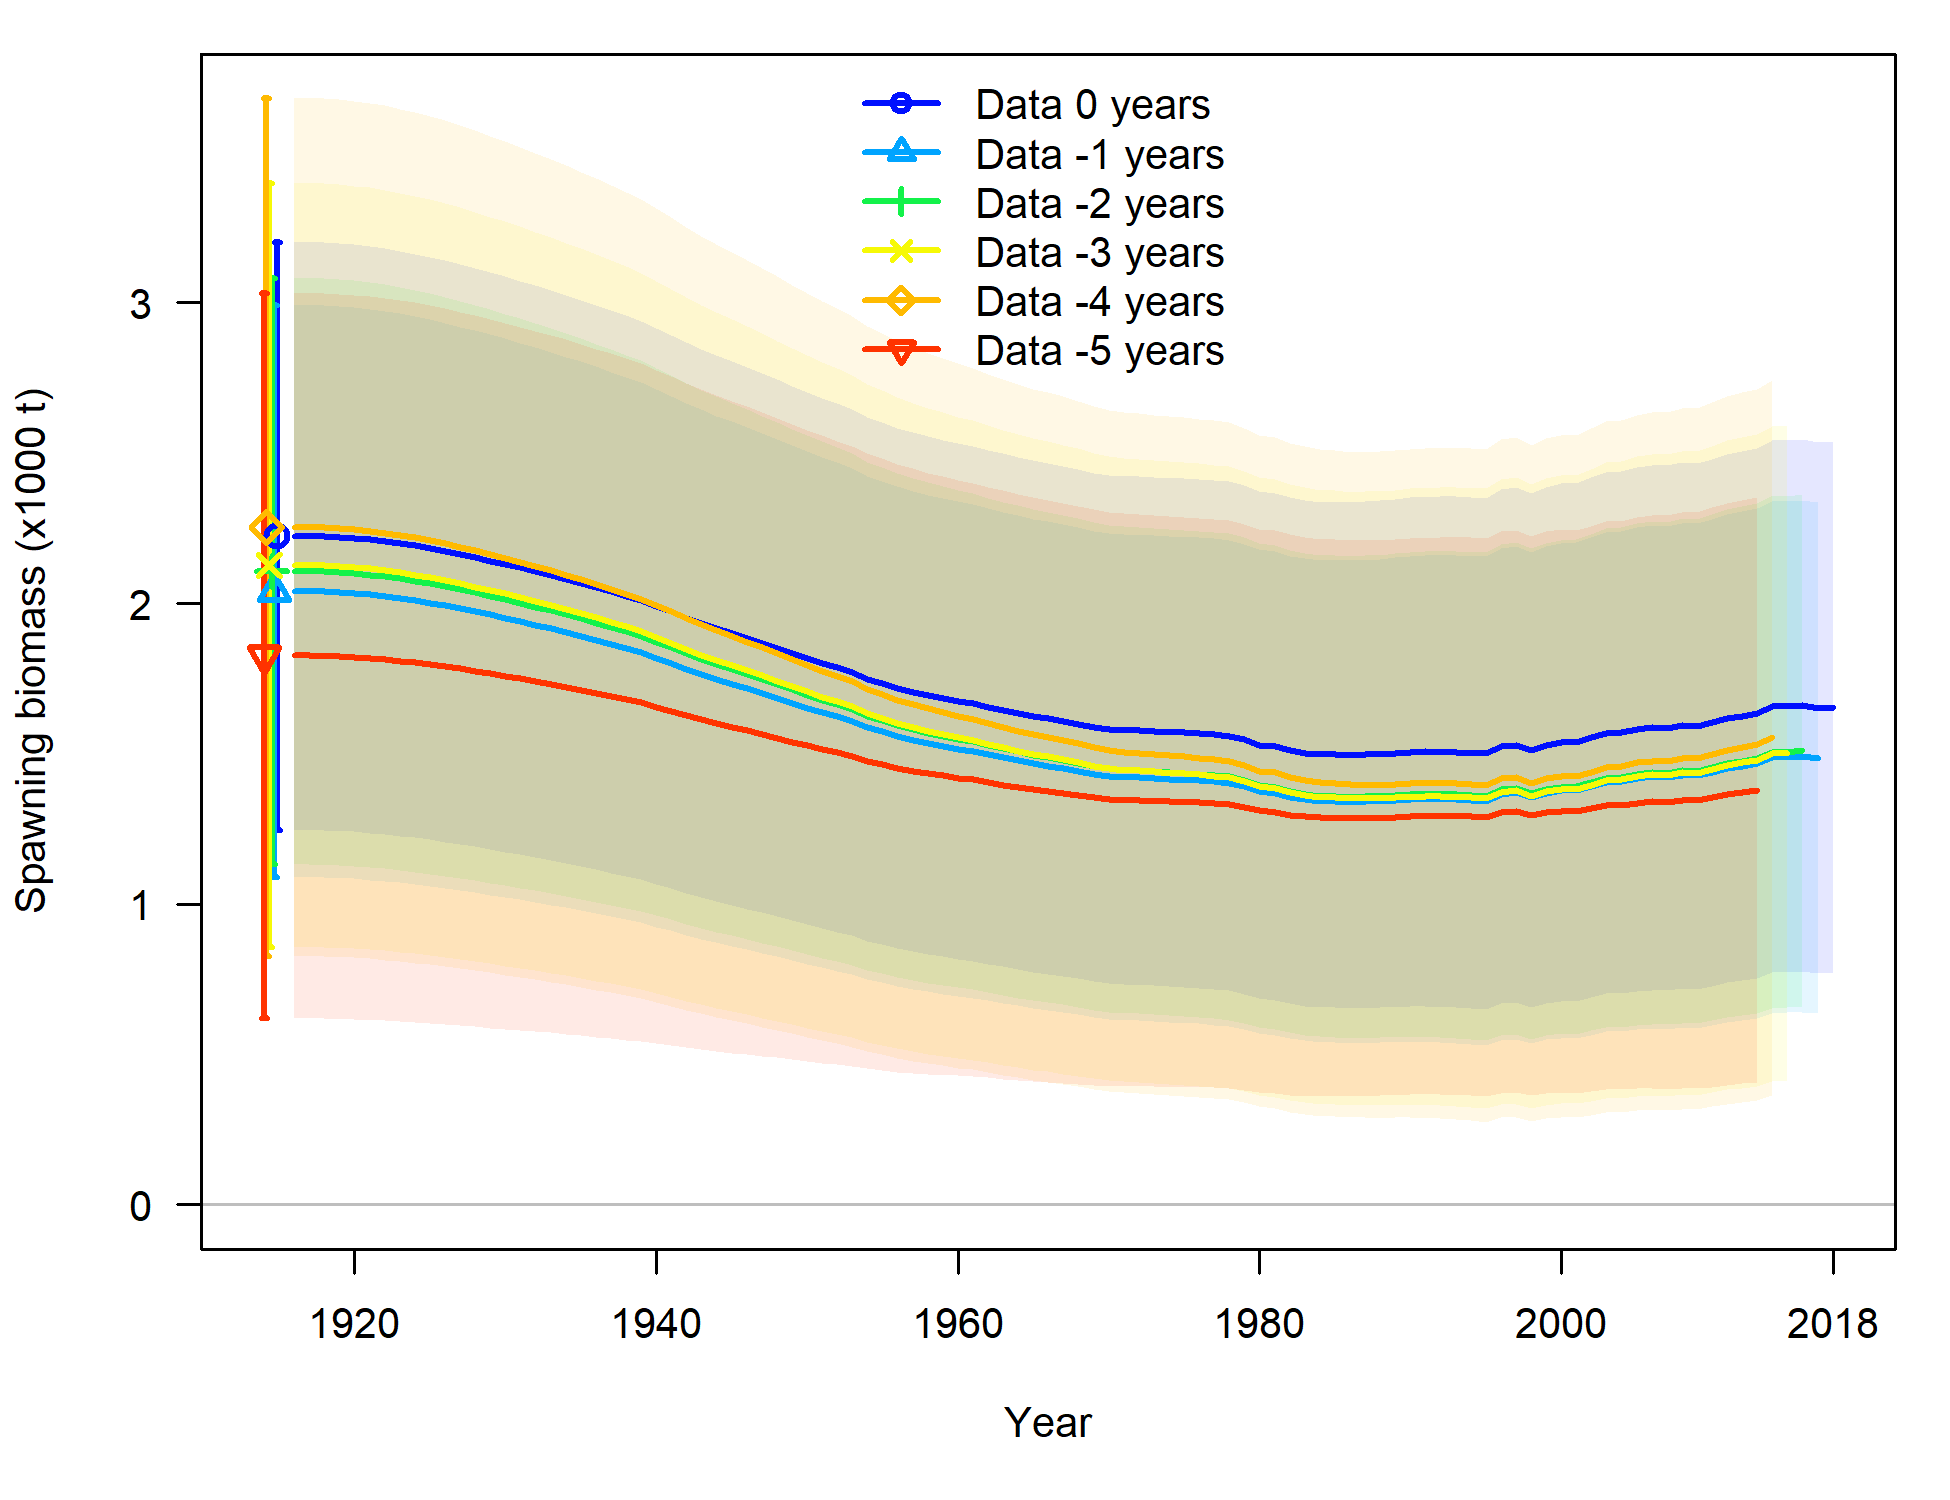 Data 0 years
Data -1 years
Data -2 years
Data -3 years
Data -4 years
Data -5 years
Spawning biomass (x1000 t)
3
2
1
0
1920 1940 1960 1980 2000 2018
Year